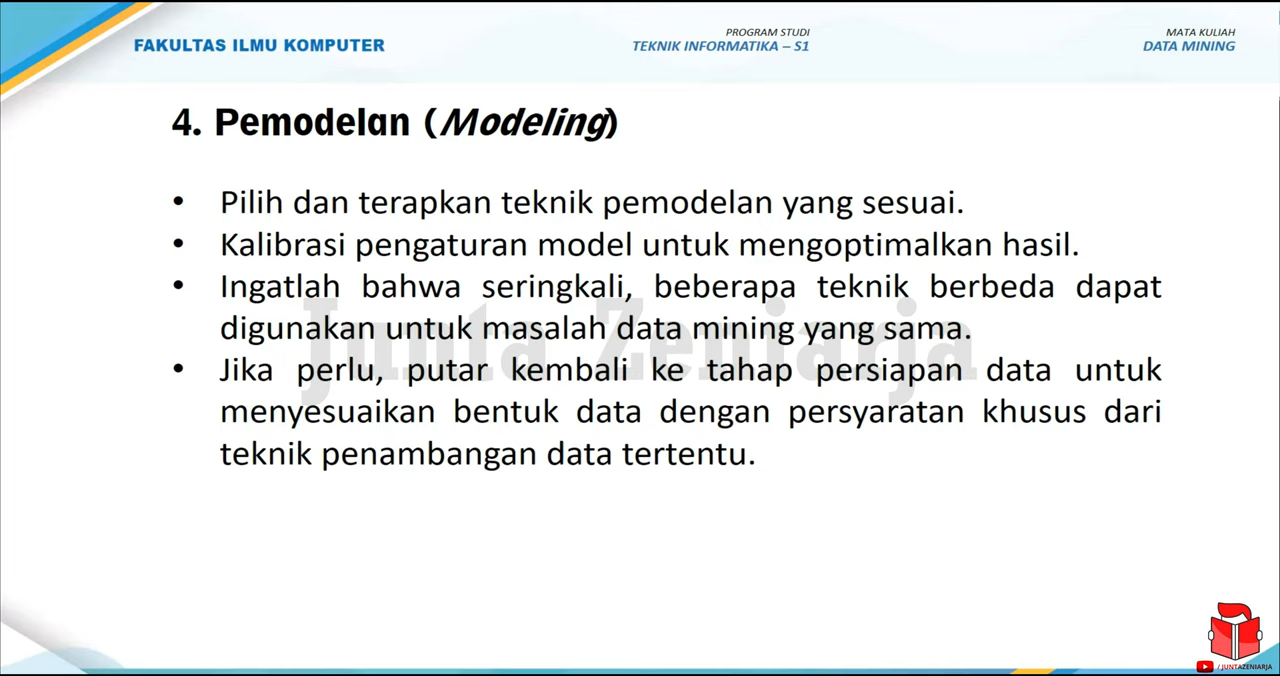 FAKULTAS ILMU KOMPUTER
PROGRAM STUDI
TEKNIK INFORMATIKA – S1
MATA KULIAH
DATA MINING
4. Pemodelan (Modeling)
• Pilih dan terapkan teknik pemodelan yang sesuai.
• Kalibrasi pengaturan model untuk mengoptimalkan hasil.
• Ingatlah bahwa seringkali, beberapa teknik berbeda dapat
digunakan untuk masalah data mining yang sama.
• Jika perlu, putar kembali ke tahap persiapan data untuk
menyesuaikan bentuk data dengan persyaratan khusus dari
teknik penambangan data tertentu.
Junta Zeniarja
/ JUNTAZENIARJA